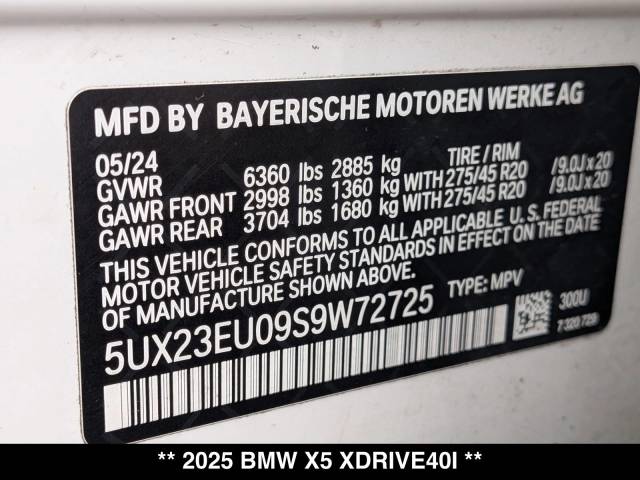 MFD BY BAYERISCHE MOTOREN WERKE AG
05/24 TIRE / RIM
GVWR 6360 lbs 2885 kg
GAWR FRONT 2998 lbs 1360 kg WITH 275/45 R20 /9.0J x 20
GAWR REAR 3704 lbs 1680 kg WITH 275/45 R20 /9.0J x 20
THIS VEHICLE CONFORMS TO ALL APPLICABLE U. S. FEDERAL
MOTOR VEHICLE SAFETY STANDARDS IN EFFECT ON THE DATE
OF MANUFACTURE SHOWN ABOVE.
5UX23EU09S9W72725 TYPE: MPV
300U
7 320 729
** 2025 BMW X5 XDRIVE40I **